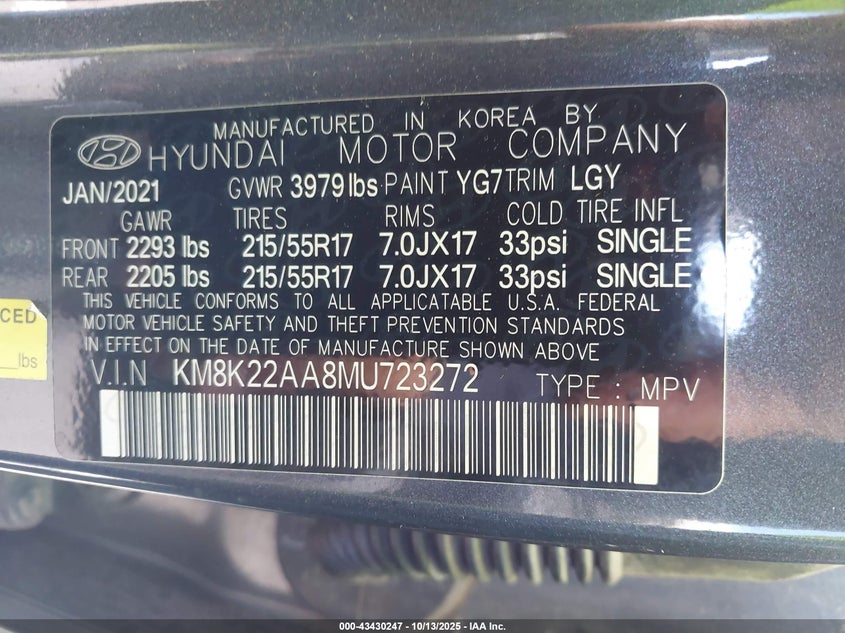 MANUFACTURED IN KOREA BY
HYUNDAI MOTOR COMPANY
JAN/2021 GVWR 3979 lbs PAINT YG7 TRIM LGY
GAWR TIRES RIMS COLD TIRE INFL
FRONT 2293 lbs 215/55R17 7.0JX17 33psi SINGLE
REAR 2205 lbs 215/55R17 7.0JX17 33psi SINGLE
THIS VEHICLE CONFORMS TO ALL APPLICATABLE U.S.A. FEDERAL
MOTOR VEHICLE SAFETY AND THEFT PREVENTION STANDARDS
IN EFFECT ON THE DATE OF MANUFACTURE SHOWN ABOVE
V.I.N KM8K22AA8MU723272 TYPE : MPV
CED
lbs
000-43430247 - 10/13/2025 - IAA Inc.